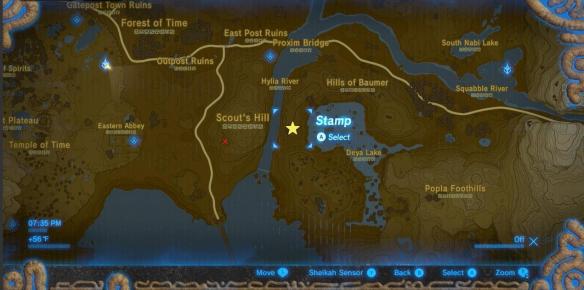 Gatepost Town Ruins
Forest of Time
East Post Ruins
Proxim Bridge
South Nabi Lake
Outpost Ruins
f Spirits
Hylia River
Hills of Baumer
Squabble River
t Plateau
Eastern Abbey
Scout's Hill
Stamp
A Select
Temple of Time
Deya Lake
Popla Foothills
07:35 PM
+56°F
Off
Move
Sheikah Sensor
Back
Select
Zoom